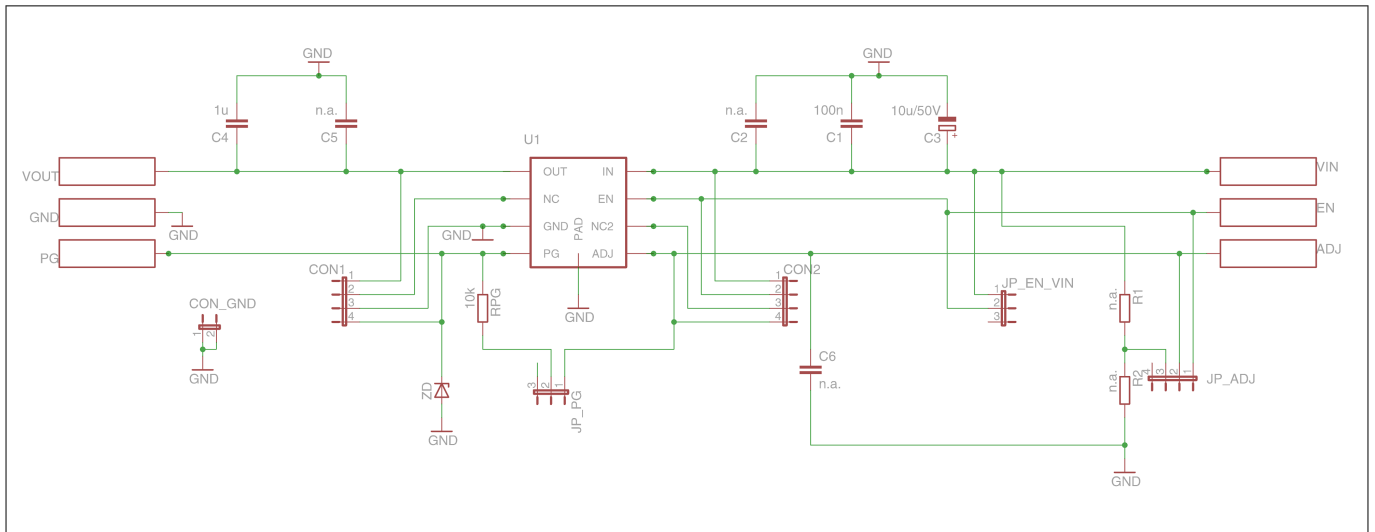 GND
GND
1u
C4
n.a.
C5
n.a.
C2
100n
C1
10u/50V
C3
+
U1
VOUT
OUT
IN
VIN
NC
EN
EN
GND
GND
GND
GND
PAD
NC2
PG
PG
ADJ
ADJ
CON1
1
2
3
4
CON2
1
2
3
4
JP_EN_VIN
1
2
3
CON_GND
1
2
GND
10k
RPG
GND
n.a.
R1
C6
n.a.
ZD
GND
3
2
1
JP_PG
n.a.
R2
4
3
2
1
JP_ADJ
GND